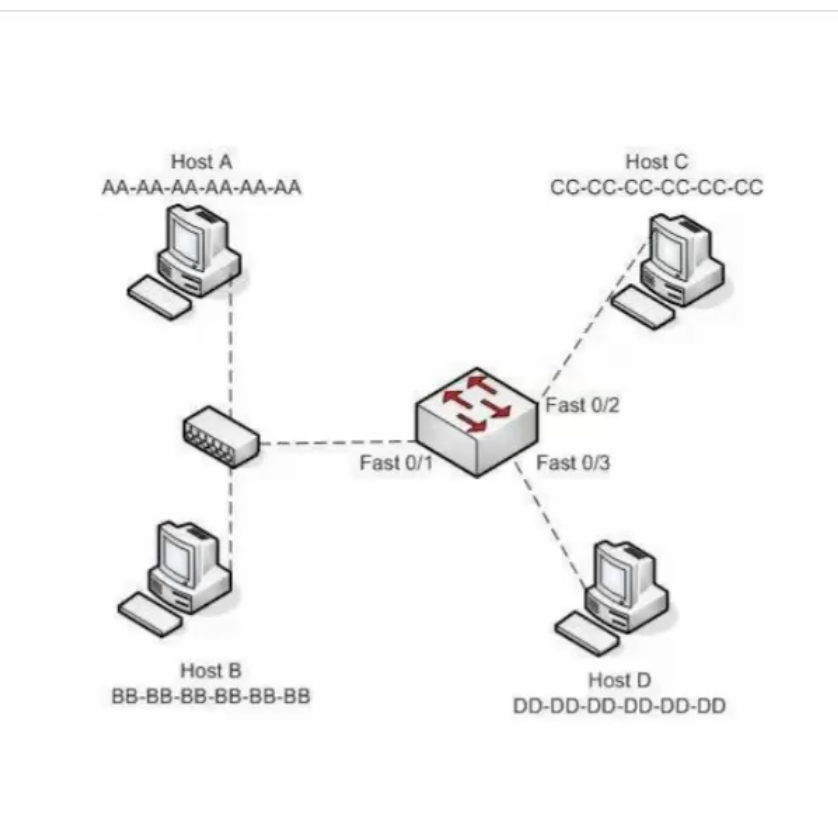 Host A
AA-AA-AA-AA-AA-AA
Host C
CC-CC-CC-CC-CC-CC
Fast 0/2
Fast 0/1
Fast 0/3
Host B
BB-BB-BB-BB-BB-BB
Host D
DD-DD-DD-DD-DD-DD